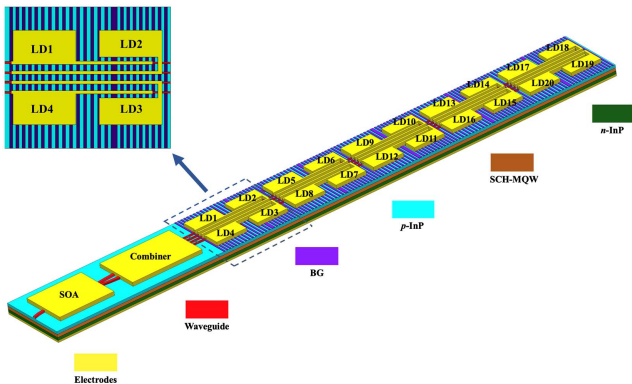 LD1
LD2
LD4
LD3
LD18
LD17
LD19
LD14
LD20
LD13
LD15
LD10
LD16
LD9
LD11
LD6
LD12
LD5
LD7
LD2
LD8
LD1
LD3
LD4
Combiner
SOA
n-InP
SCH-MQW
p-InP
BG
Waveguide
Electrodes